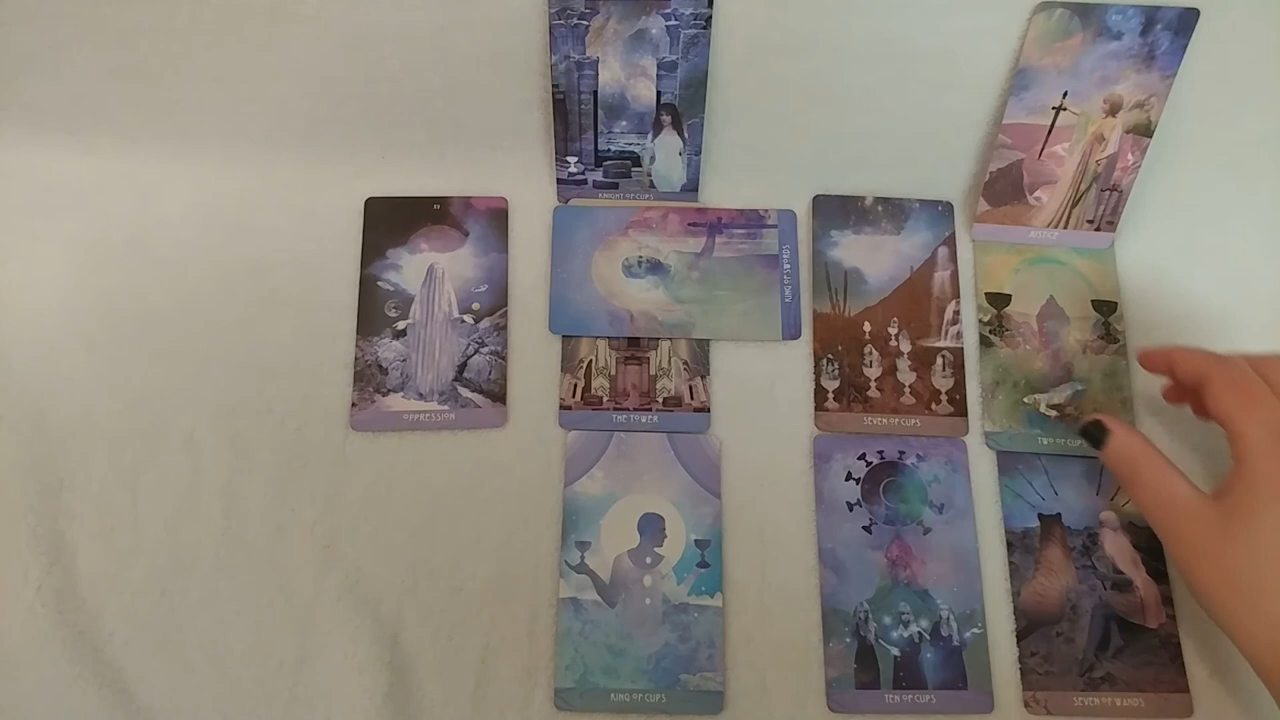 KNIGHT OF CUPS
JUSTICE
KING OF SWORDS
OPPRESSION
THE TOWER
SEVEN OF CUPS
TWO OF CUPS
KING OF CUPS
TEN OF CUPS
SEVEN OF WANDS